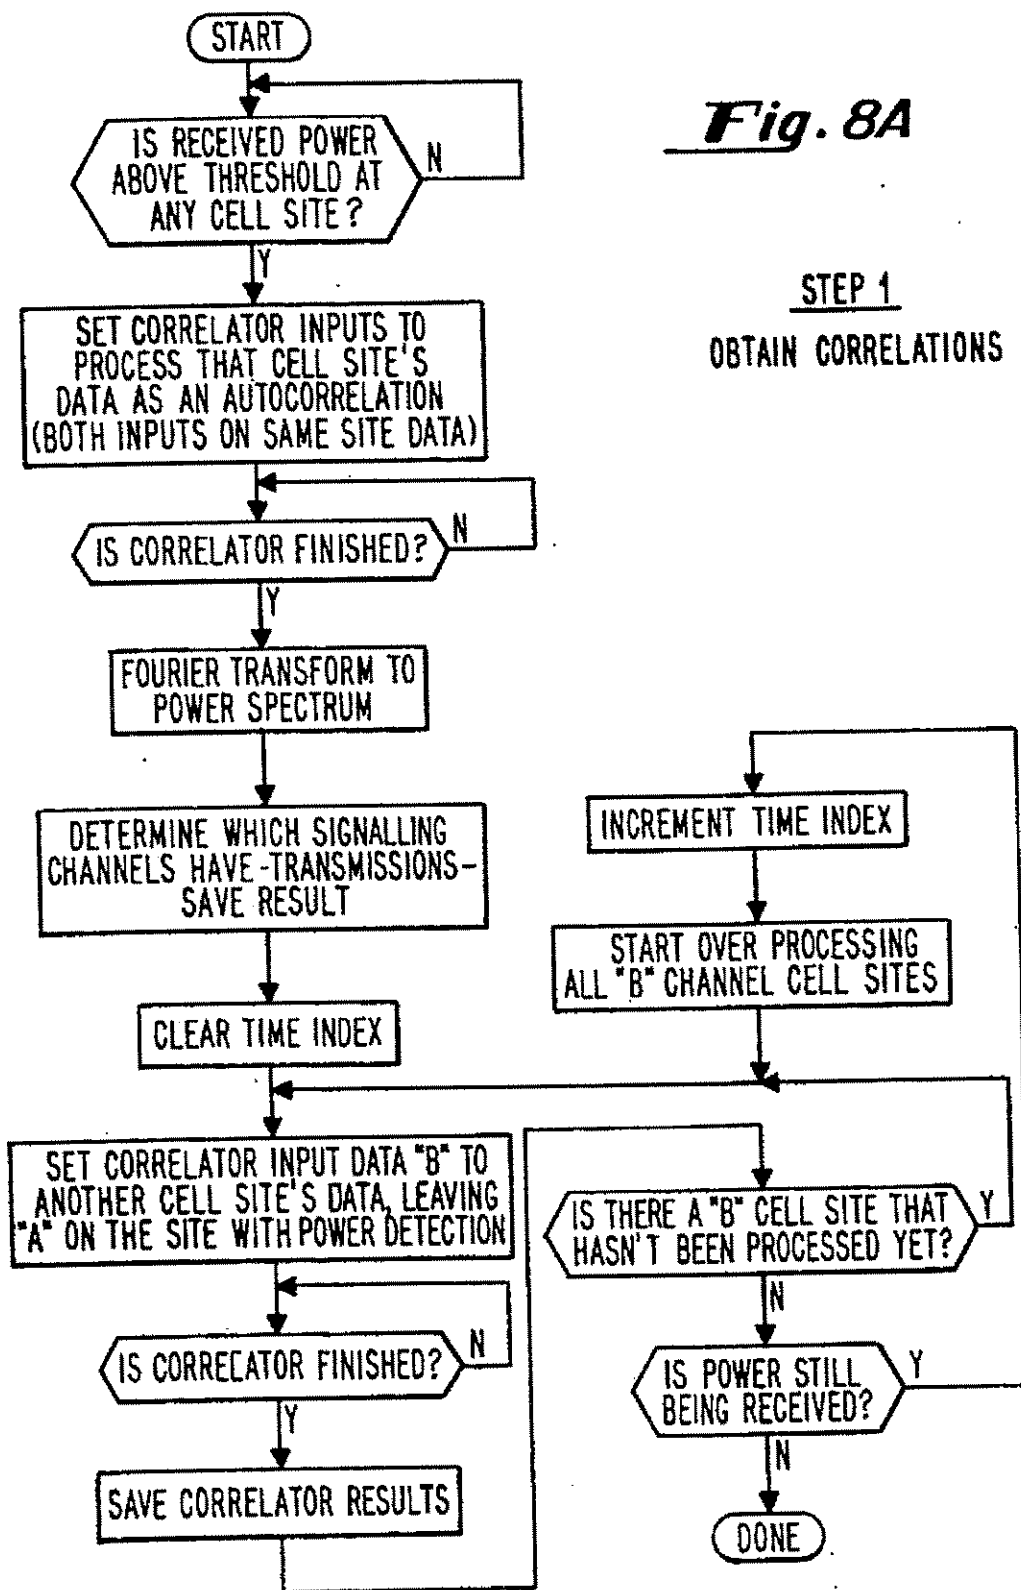 START
Fig. 8A
IS RECEIVED POWER
ABOVE THRESHOLD AT
ANY CELL SITE?
N
Y
STEP 1
OBTAIN CORRELATIONS
SET CORRELATOR INPUTS TO
PROCESS THAT CELL SITE'S
DATA AS AN AUTOCORRELATION
(BOTH INPUTS ON SAME SITE DATA)
IS CORRELATOR FINISHED?
N
Y
FOURIER TRANSFORM TO
POWER SPECTRUM
DETERMINE WHICH SIGNALLING
CHANNELS HAVE-TRANSMISSIONS-
SAVE RESULT
CLEAR TIME INDEX
INCREMENT TIME INDEX
START OVER PROCESSING
ALL "B" CHANNEL CELL SITES
SET CORRELATOR INPUT DATA "B" TO
ANOTHER CELL SITE'S DATA, LEAVING
"A" ON THE SITE WITH POWER DETECTION
IS CORRECATOR FINISHED?
N
Y
SAVE CORRELATOR RESULTS
IS THERE A "B" CELL SITE THAT
HASN'T BEEN PROCESSED YET?
Y
N
IS POWER STILL
BEING RECEIVED?
Y
N
DONE